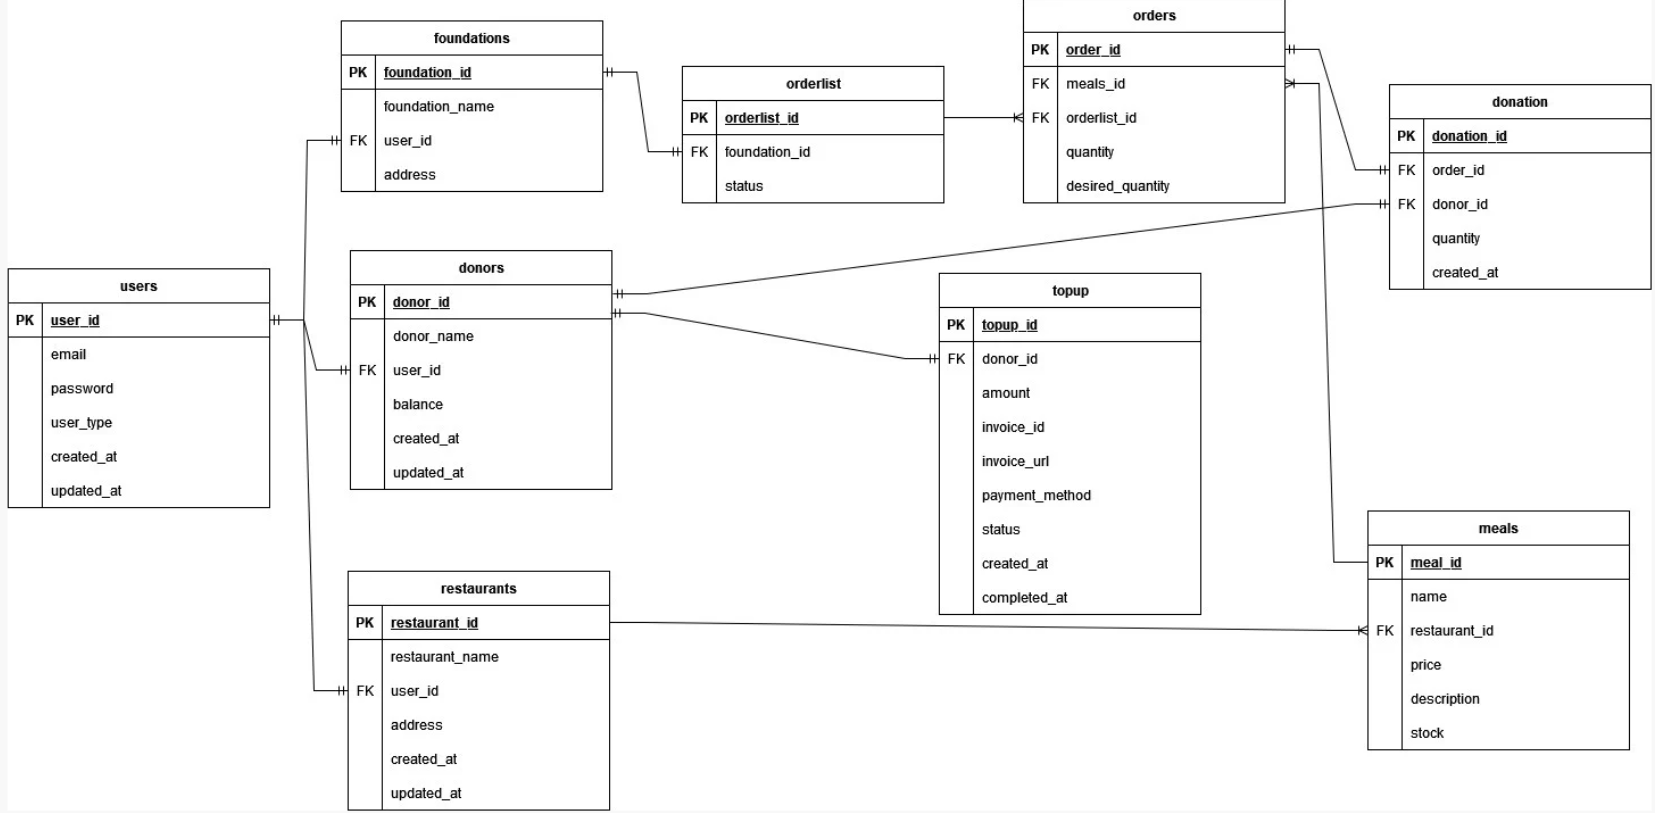 foundations
PK foundation_id
foundation_name
FK user_id
address
orderlist
PK orderlist_id
FK foundation_id
status
orders
PK order_id
FK meals_id
FK orderlist_id
quantity
desired_quantity
donation
PK donation_id
FK order_id
FK donor_id
quantity
created_at
users
PK user_id
email
password
user_type
created_at
updated_at
donors
PK donor_id
donor_name
FK user_id
balance
created_at
updated_at
topup
PK topup_id
FK donor_id
amount
invoice_id
invoice_url
payment_method
status
created_at
completed_at
restaurants
PK restaurant_id
restaurant_name
FK user_id
address
created_at
updated_at
meals
PK meal_id
name
FK restaurant_id
price
description
stock